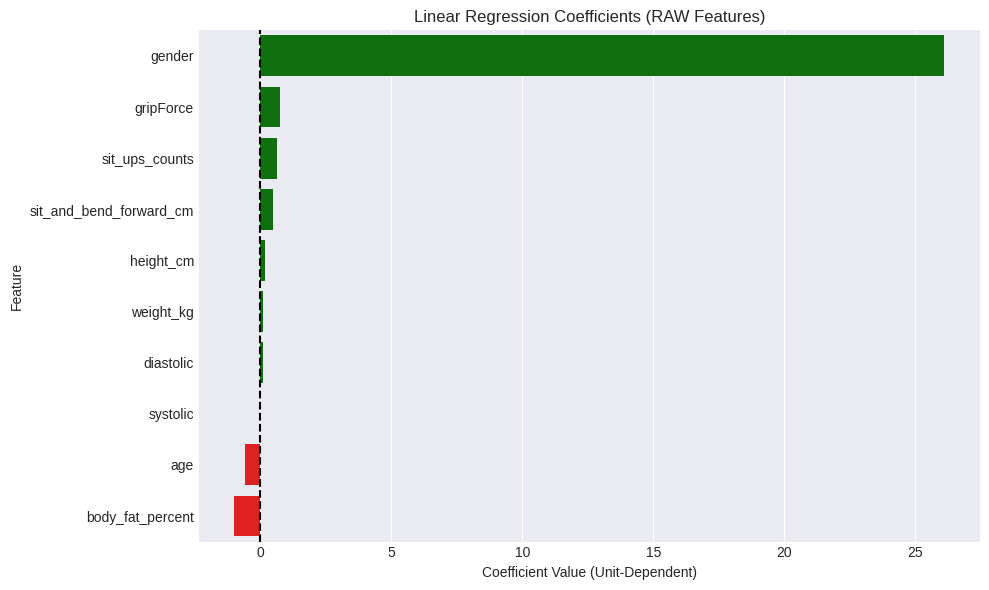 Linear Regression Coefficients (RAW Features)
gender
gripForce
sit_ups_counts
sit_and_bend_forward_cm
height_cm
weight_kg
diastolic
systolic
age
body_fat_percent
Feature
0 5 10 15 20 25
Coefficient Value (Unit-Dependent)